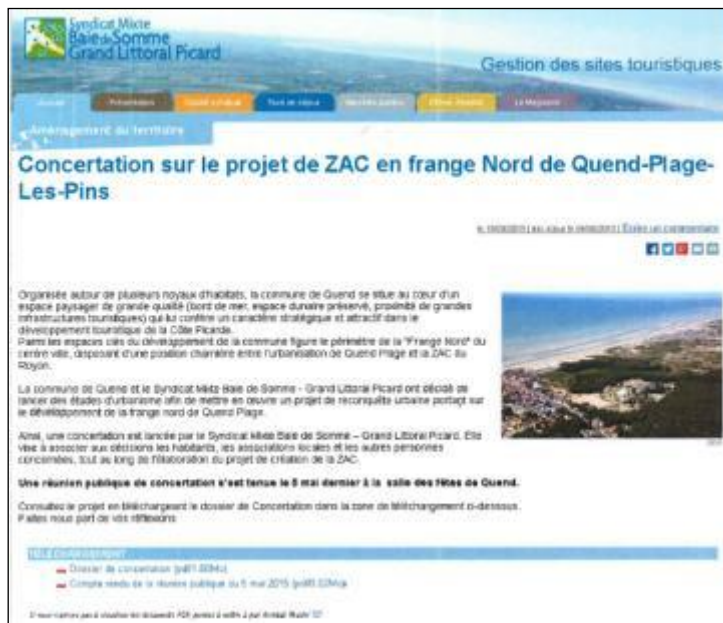 Syndicat Mixte
Baie de Somme
Grand Littoral Picard
Gestion des sites touristiques
Accueil
Présentation
Le Magazine
Aménagement du territoire
Concertation sur le projet de ZAC en frange Nord de Quend-Plage-
Les-Pins
Écrire un commentaire
Organisée autour de plusieurs noyaux d'habitats, la commune de Quend se situe au cœur d'un
espace paysager de grande qualité (bord de mer, espace dunaire préservé, proximité de grandes
infrastructures touristiques) qui lui confère un caractère stratégique et attractif dans le
développement touristique de la Côte Picarde.
Parmi les espaces clés du développement de la commune figure le périmètre de la "Frange Nord" du
centre ville, disposant d'une position charnière entre l'urbanisation de Quend Plage et la ZAC du
Royon.
La commune de Quend et le Syndicat Mixte Baie de Somme - Grand Littoral Picard ont décidé de
lancer des études d'urbanisme afin de mettre en œuvre un projet de reconquête urbaine portant sur
le développement de la frange nord de Quend Plage.
Ainsi, une concertation est lancée par le Syndicat Mixte Baie de Somme – Grand Littoral Picard. Elle
vise à associer aux décisions les habitants, les associations locales et les autres personnes
concernées, tout au long de l'élaboration du projet de création de la ZAC.
Une réunion publique de concertation s'est tenue le 5 mai dernier à la salle des fêtes de Quend.
Consultez le projet en téléchargeant le dossier de Concertation dans la zone de téléchargement ci-dessous.
Faites nous part de vos réflexions
TÉLÉCHARGEMENT
Dossier de concertation
Compte rendu de la réunion publique du 5 mai 2015